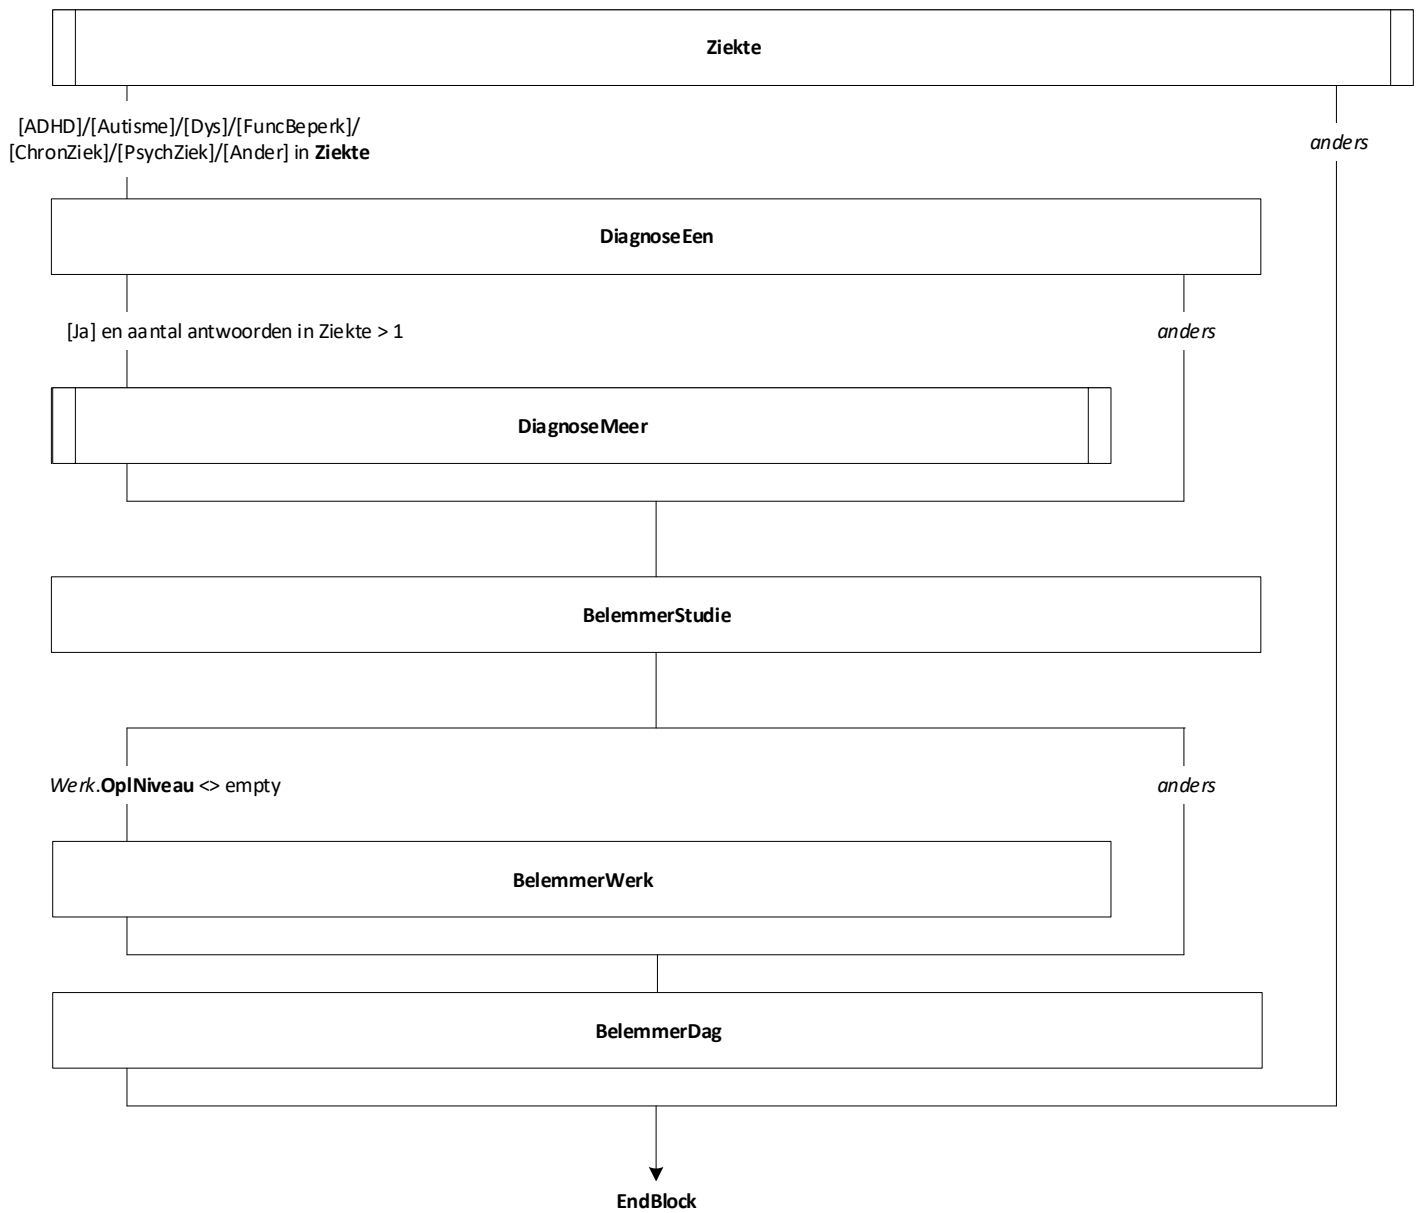 Ziekte
[ADHD]/[Autisme]/[Dys]/[FuncBeperk]/
[ChronZiek]/[PsychZiek]/[Ander] in Ziekte
anders
DiagnoseEen
[Ja] en aantal antwoorden in Ziekte > 1
anders
DiagnoseMeer
BelemmerStudie
Werk.OplNiveau <> empty
anders
BelemmerWerk
BelemmerDag
EndBlock